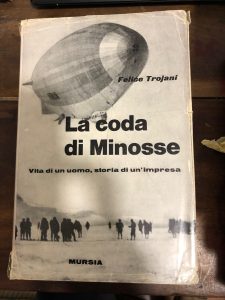 Felice Trojani
La coda
di Minosse
Vita di un uomo, storia di un'impresa
MURSIA